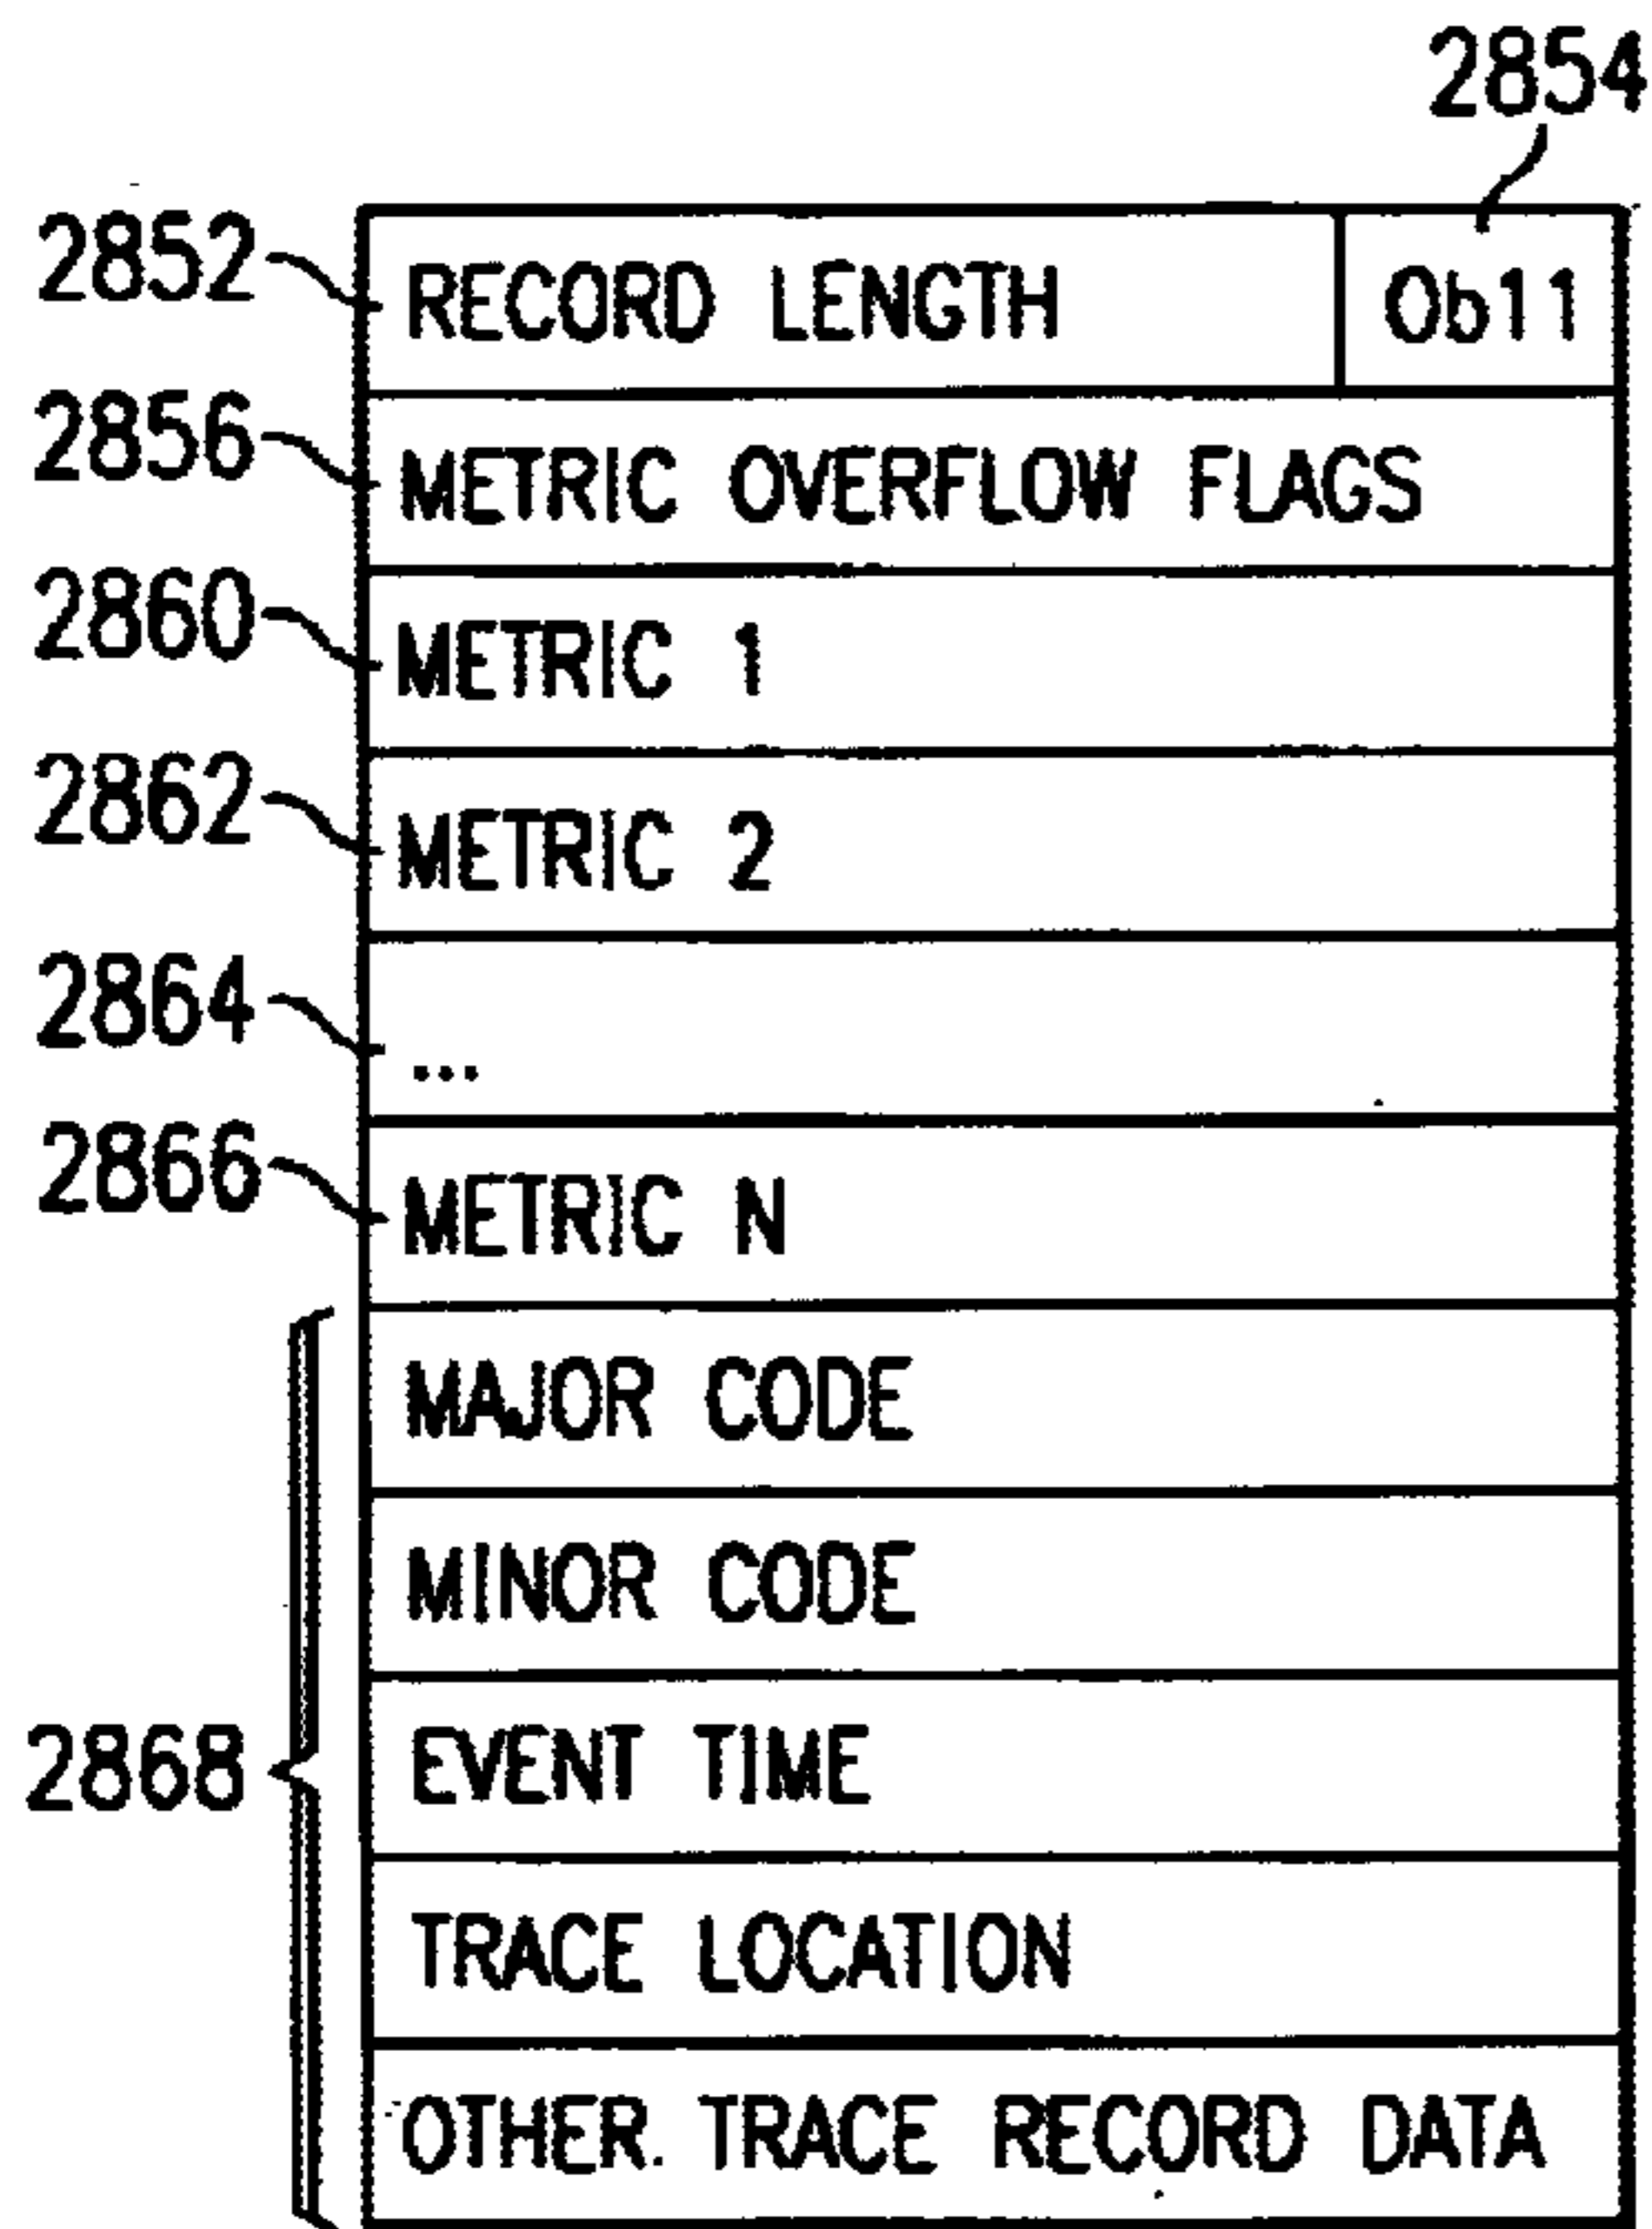 2854
2852 RECORD LENGTH 0b11
2856 METRIC OVERFLOW FLAGS
2860 METRIC 1
2862 METRIC 2
2864 ...
2866 METRIC N
MAJOR CODE
MINOR CODE
2868 EVENT TIME
TRACE LOCATION
OTHER. TRACE RECORD DATA